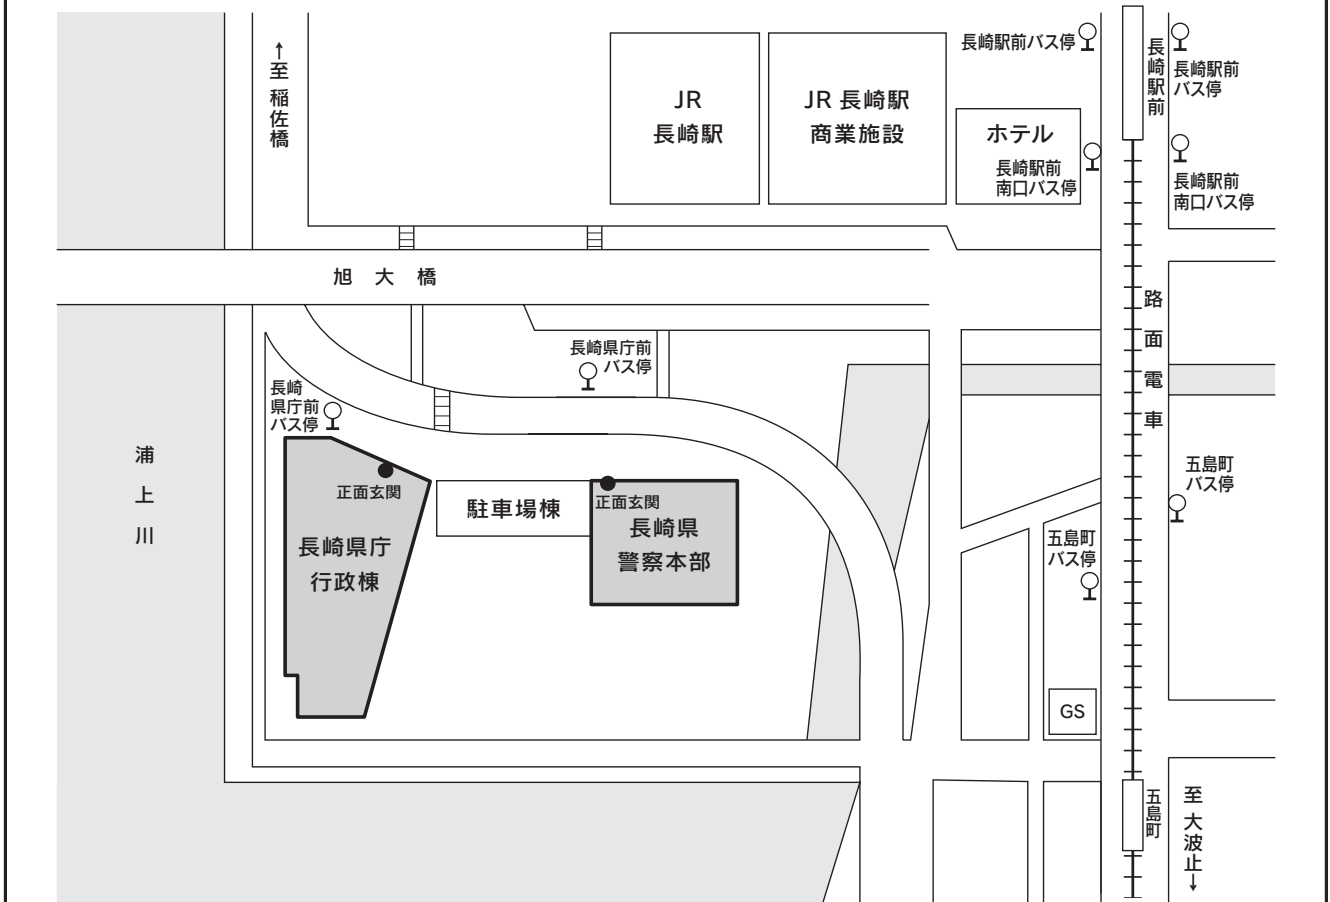 ↑至 稲佐橋
JR
長崎駅
JR 長崎駅
商業施設
長崎駅前バス停
長崎駅前
長崎駅前
バス停
ホテル
長崎駅前
南口バス停
長崎駅前
南口バス停
旭大橋
路面電車
長崎県庁前
バス停
長崎
県庁前
バス停
浦上川
正面玄関
長崎県庁
行政棟
駐車場棟
正面玄関
長崎県
警察本部
五島町
バス停
五島町
バス停
GS
五島町
至 大波止→